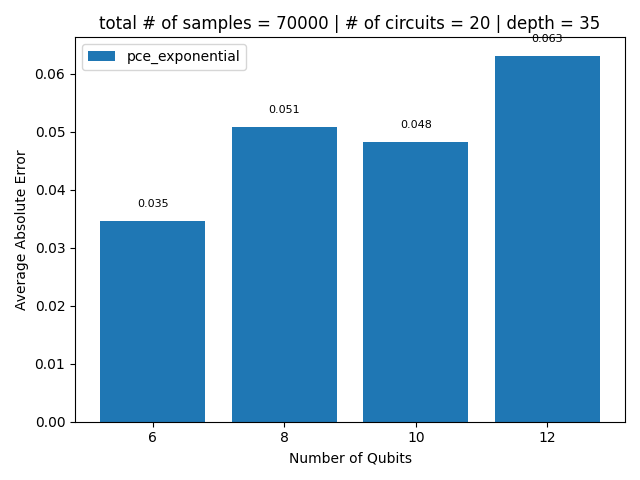 total # of samples = 70000 | # of circuits = 20 | depth = 35
pce_exponential
0.063
0.051
0.048
0.035
Average Absolute Error
0.06
0.05
0.04
0.03
0.02
0.01
0.00
6 8 10 12
Number of Qubits